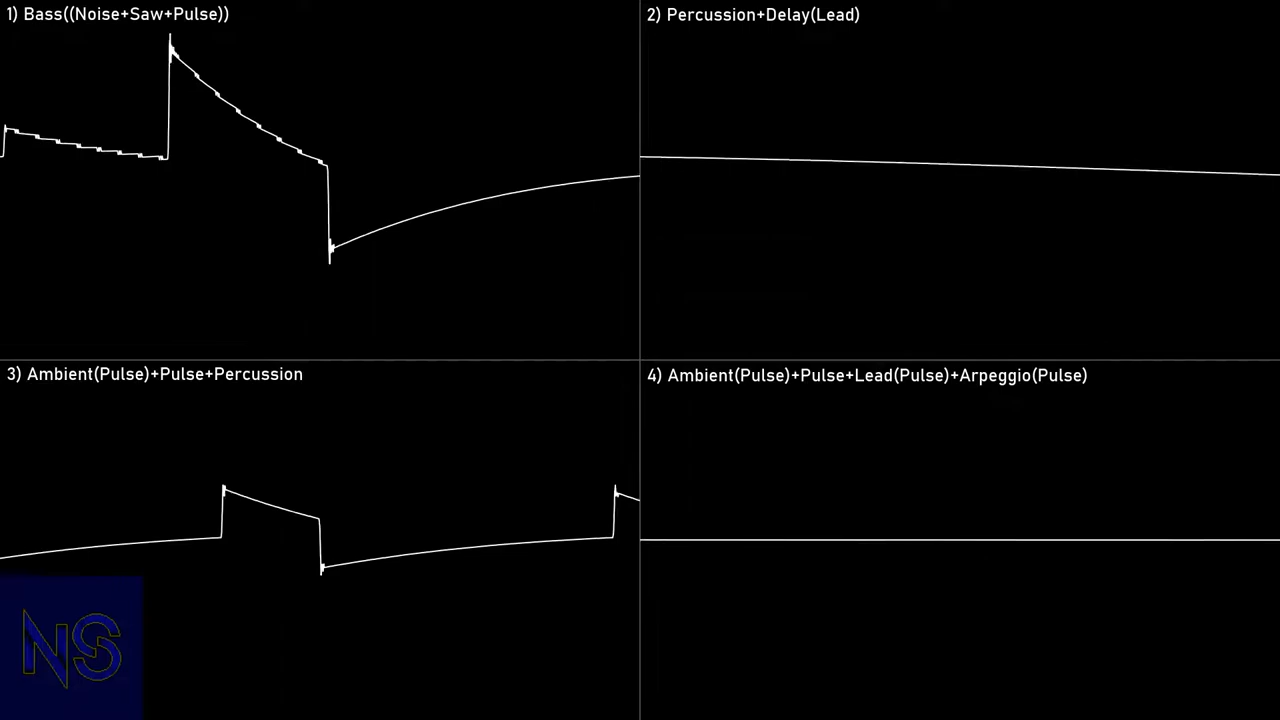 1) Bass((Noise+Saw+Pulse))
2) Percussion+Delay(Lead)
3) Ambient(Pulse)+Pulse+Percussion
4) Ambient(Pulse)+Pulse+Lead(Pulse)+Arpeggio(Pulse)
NS